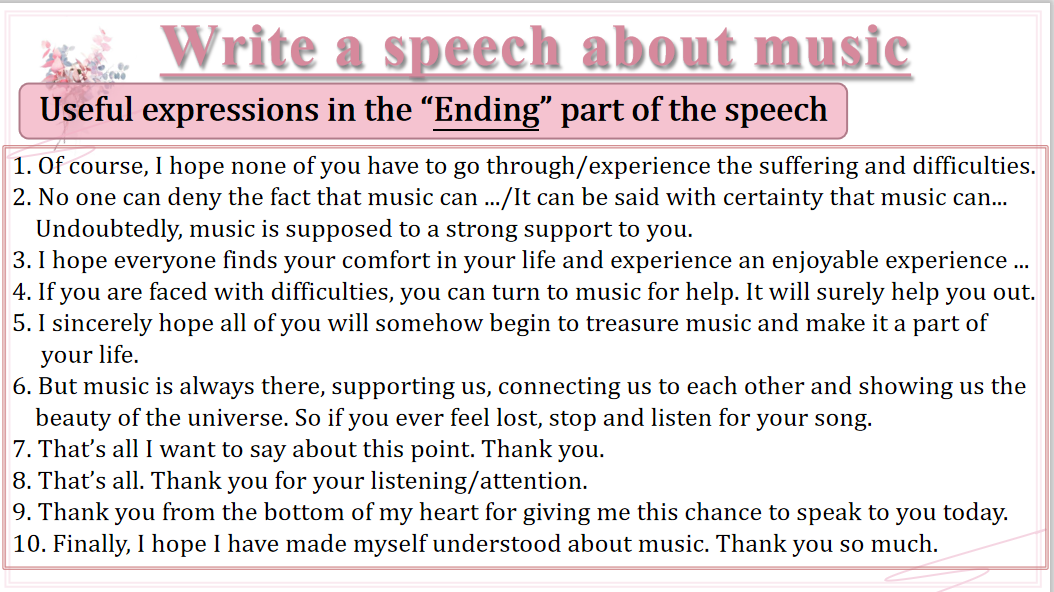 Write a speech about music
Useful expressions in the “Ending” part of the speech
1. Of course, I hope none of you have to go through/experience the suffering and difficulties.
2. No one can deny the fact that music can .../It can be said with certainty that music can...
Undoubtedly, music is supposed to a strong support to you.
3. I hope everyone finds your comfort in your life and experience an enjoyable experience ...
4. If you are faced with difficulties, you can turn to music for help. It will surely help you out.
5. I sincerely hope all of you will somehow begin to treasure music and make it a part of
your life.
6. But music is always there, supporting us, connecting us to each other and showing us the
beauty of the universe. So if you ever feel lost, stop and listen for your song.
7. That’s all I want to say about this point. Thank you.
8. That’s all. Thank you for your listening/attention.
9. Thank you from the bottom of my heart for giving me this chance to speak to you today.
10. Finally, I hope I have made myself understood about music. Thank you so much.